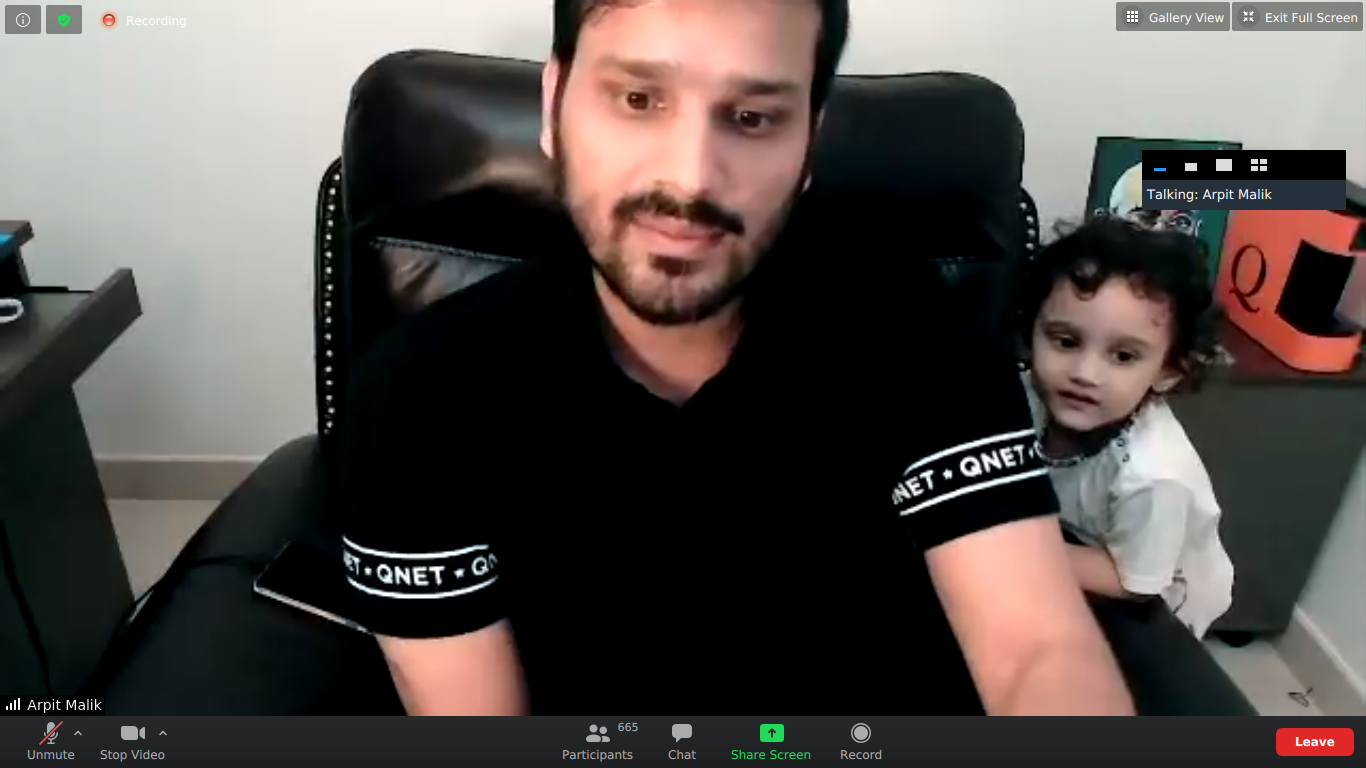 Recording
Gallery View
Exit Full Screen
Talking: Arpit Malik
Q
NET ★ QNET
ET ★ QNET ★ Q
Arpit Malik
Unmute
Stop Video
Participants
665
Chat
Share Screen
Record
Leave